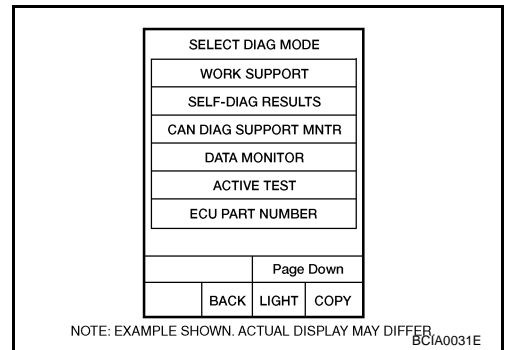 SELECT DIAG MODE
WORK SUPPORT
SELF-DIAG RESULTS
CAN DIAG SUPPORT MNTR
DATA MONITOR
ACTIVE TEST
ECU PART NUMBER
Page Down
BACK LIGHT COPY
NOTE: EXAMPLE SHOWN. ACTUAL DISPLAY MAY DIFFER.
BCIA0031E